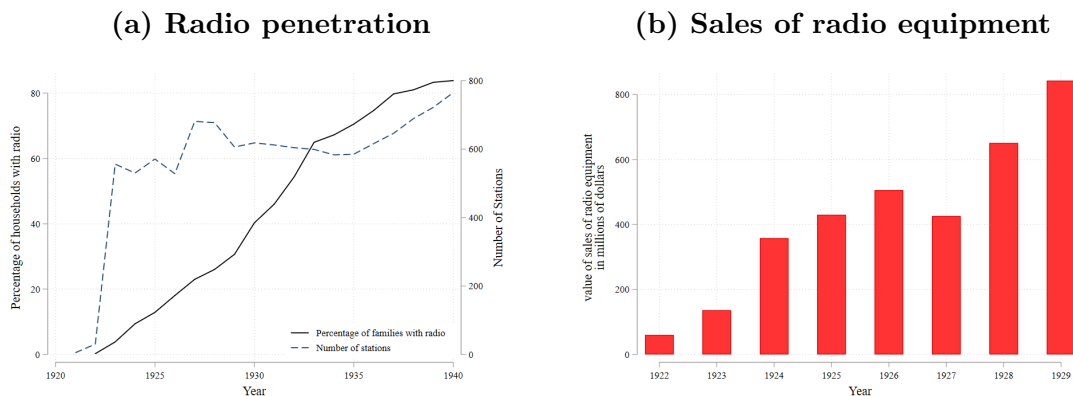 (a) Radio penetration
Percentage of households with radio
80
60
40
20
0
800
600
400
200
0
Number of Stations
Percentage of families with radio
Number of stations
1920 1925 1930 1935 1940
Year
(b) Sales of radio equipment
value of sales of radio equipment
in millions of dollars
800
600
400
200
0
1922 1923 1924 1925 1926 1927 1928 1929
Year